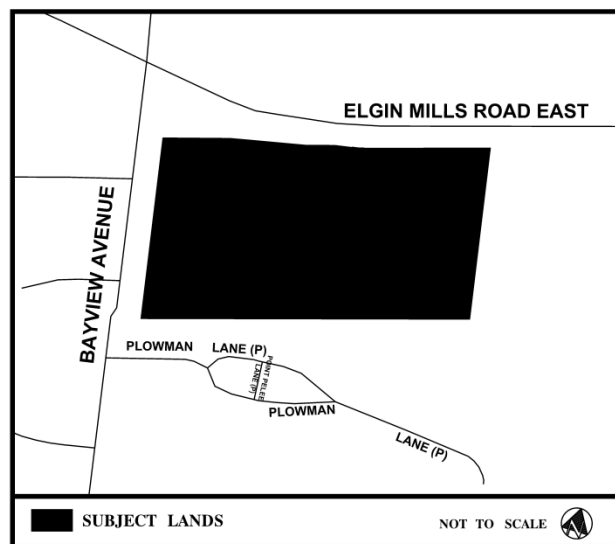 ELGIN MILLS ROAD EAST
BAYVIEW AVENUE
PLOWMAN LANE (P)
POINT PELEE
LANE (P)
PLOWMAN
LANE (P)
SUBJECT LANDS
NOT TO SCALE